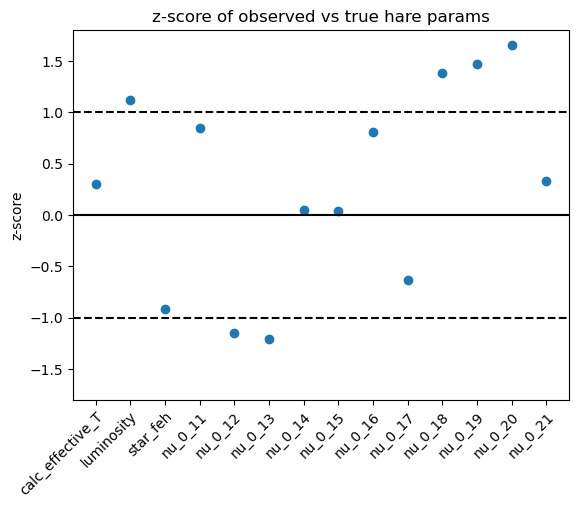 z-score of observed vs true hare params
z-score
1.5
1.0
0.5
0.0
−0.5
−1.0
−1.5
calc_effective_T
luminosity
star_feh
nu_0_11
nu_0_12
nu_0_13
nu_0_14
nu_0_15
nu_0_16
nu_0_17
nu_0_18
nu_0_19
nu_0_20
nu_0_21